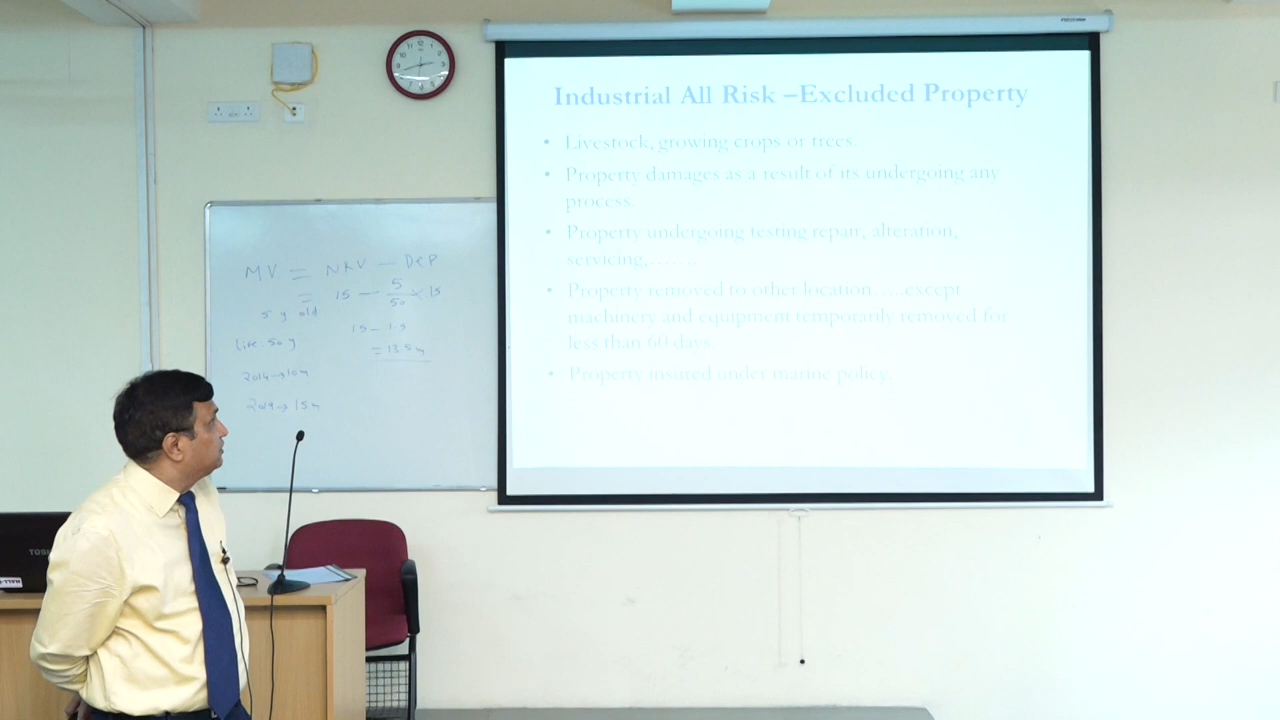 Industrial All Risk –Excluded Property
• Livestock, growing crops or trees.
• Property damages as a result of its undergoing any
process.
• Property undergoing testing repair, alteration,
servicing,…….
• Property removed to other location…..except
machinery and equipment temporarily removed for
less than 60 days
• Property insured under marine policy.
MV = NRV – DEP
= 15 – 5/50 × 15
5 y old
15 – 1.5
Life 50 y
= 13.5 m
2014 → 10m
2019 → 15m
TOSH